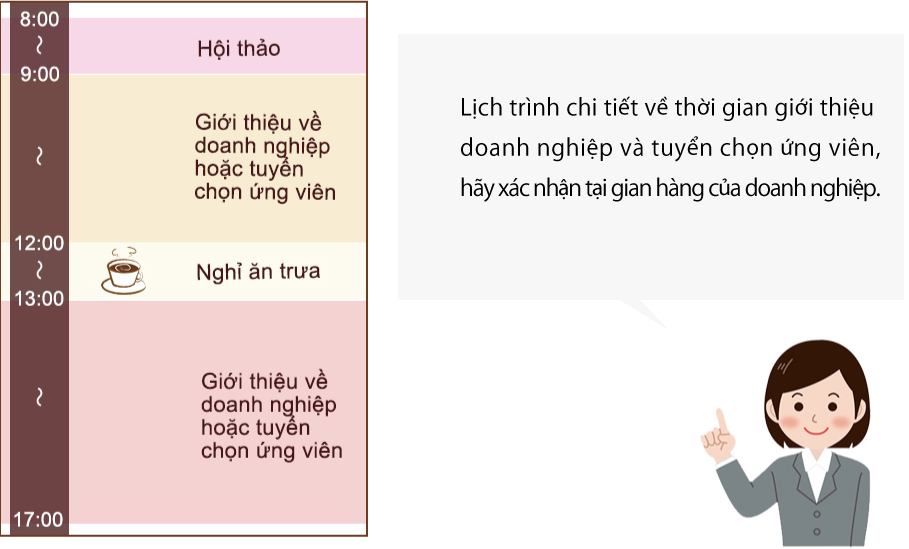 8:00
~
Hội thảo
9:00
~
Giới thiệu về
doanh nghiệp
hoặc tuyển
chọn ứng viên
12:00
~
Nghỉ ăn trưa
13:00
~
Giới thiệu về
doanh nghiệp
hoặc tuyển
chọn ứng viên
17:00
Lịch trình chi tiết về thời gian giới thiệu
doanh nghiệp và tuyển chọn ứng viên,
hãy xác nhận tại gian hàng của doanh nghiệp.